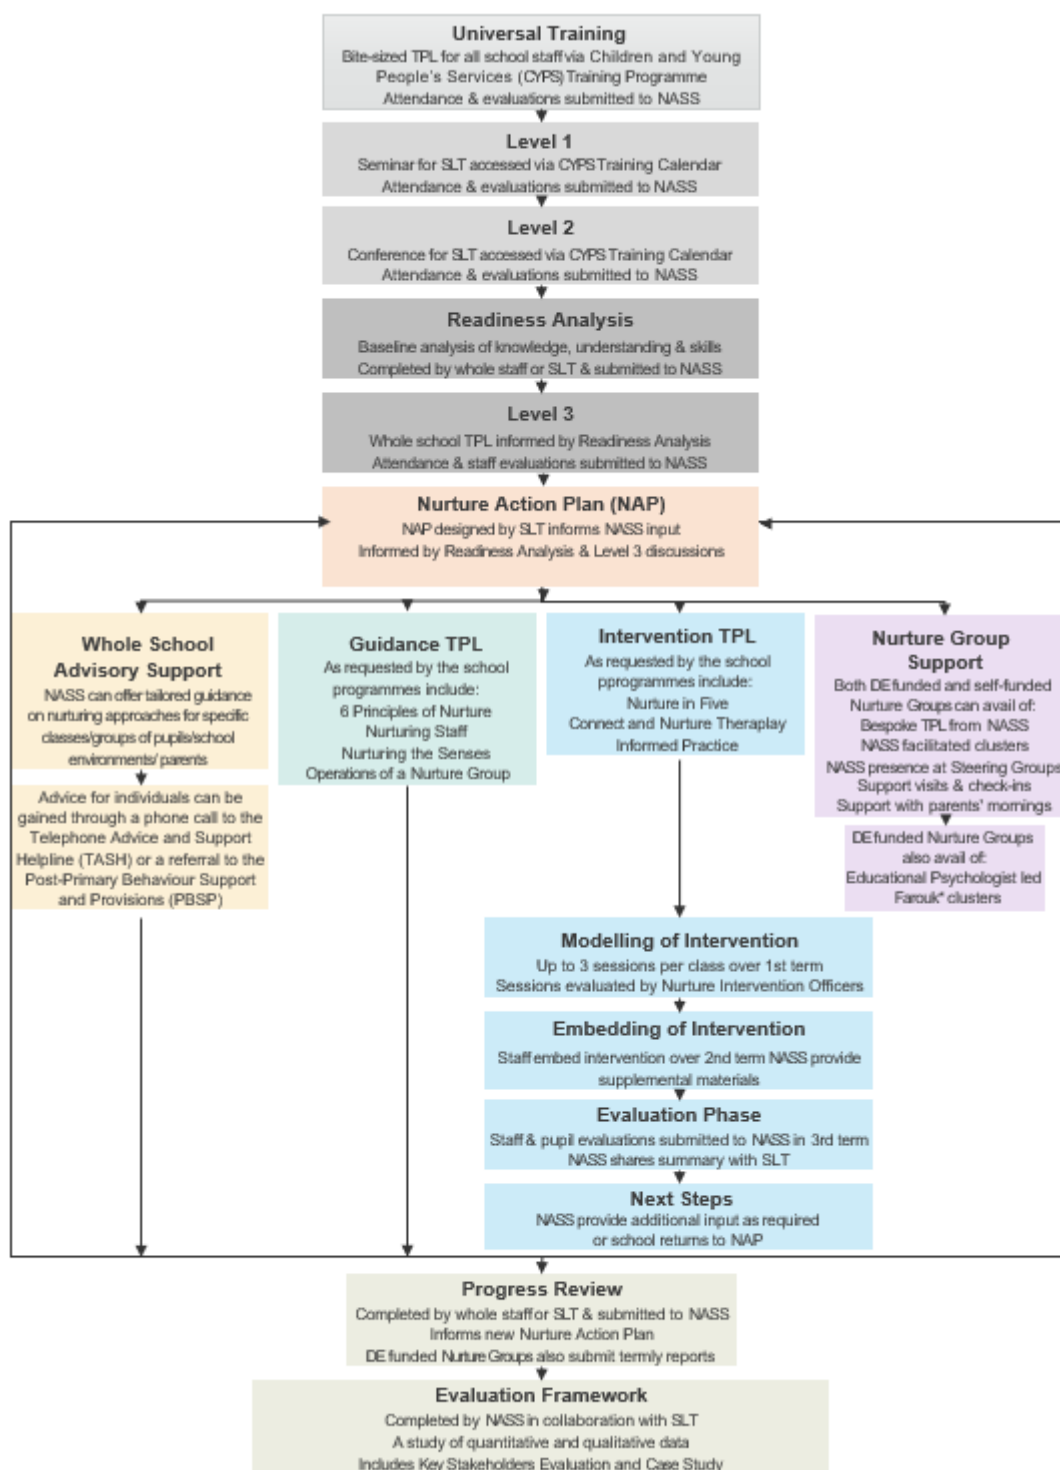 Universal Training
Bite-sized TPL for all school staff via Children and Young
People's Services (CYPS) Training Programme
Attendance & evaluations submitted to NASS
Level 1
Seminar for SLT accessed via CYPS Training Calendar
Attendance & evaluations submitted to NASS
Level 2
Conference for SLT accessed via CYPS Training Calendar
Attendance & evaluations submitted to NASS
Readiness Analysis
Baseline analysis of knowledge, understanding & skills
Completed by whole staff or SLT & submitted to NASS
Level 3
Whole school TPL informed by Readiness Analysis
Attendance & staff evaluations submitted to NASS
Nurture Action Plan (NAP)
NAP designed by SLT informs NASS input
Informed by Readiness Analysis & Level 3 discussions
Whole School
Advisory Support
NASS can offer tailored guidance
on nurturing approaches for specific
classes/groups of pupils/school
environments/ parents
Advice for individuals can be
gained through a phone call to the
Telephone Advice and Support
Helpline (TASH) or a referral to the
Post-Primary Behaviour Support
and Provisions (PBSP)
Guidance TPL
As requested by the school
programmes include:
6 Principles of Nurture
Nurturing Staff
Nurturing the Senses
Operations of a Nurture Group
Intervention TPL
As requested by the school
pprogrammes include:
Nurture in Five
Connect and Nurture Theraplay
Informed Practice
Nurture Group
Support
Both DE funded and self-funded
Nurture Groups can avail of:
Bespoke TPL from NASS
NASS facilitated clusters
NASS presence at Steering Groups
Support visits & check-ins
Support with parents' mornings
DE funded Nurture Groups
also avail of:
Educational Psychologist led
Farouk* clusters
Modelling of Intervention
Up to 3 sessions per class over 1st term
Sessions evaluated by Nurture Intervention Officers
Embedding of Intervention
Staff embed intervention over 2nd term NASS provide
supplemental materials
Evaluation Phase
Staff & pupil evaluations submitted to NASS in 3rd term
NASS shares summary with SLT
Next Steps
NASS provide additional input as required
or school returns to NAP
Progress Review
Completed by whole staff or SLT & submitted to NASS
Informs new Nurture Action Plan
DE funded Nurture Groups also submit termly reports
Evaluation Framework
Completed by NASS in collaboration with SLT
A study of quantitative and qualitative data
Includes Key Stakeholders Evaluation and Case Study